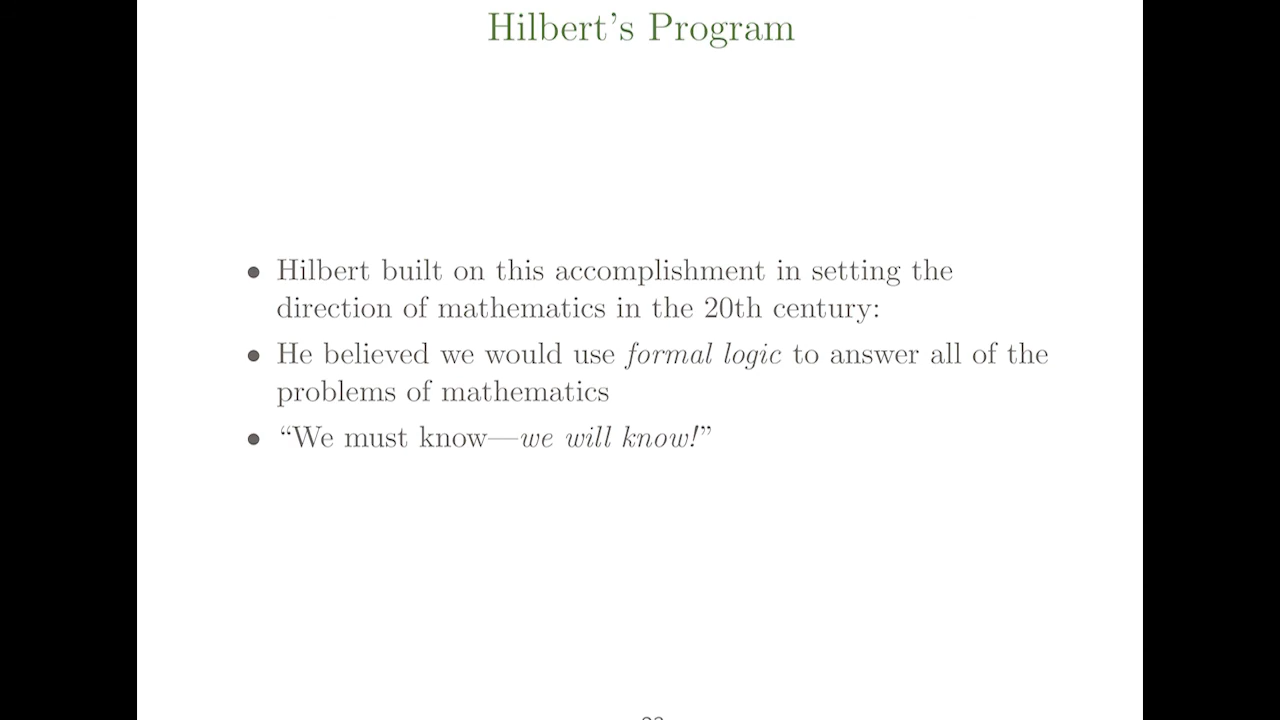 Hilbert's Program
• Hilbert built on this accomplishment in setting the
direction of mathematics in the 20th century:
• He believed we would use formal logic to answer all of the
problems of mathematics
• “We must know—we will know!”